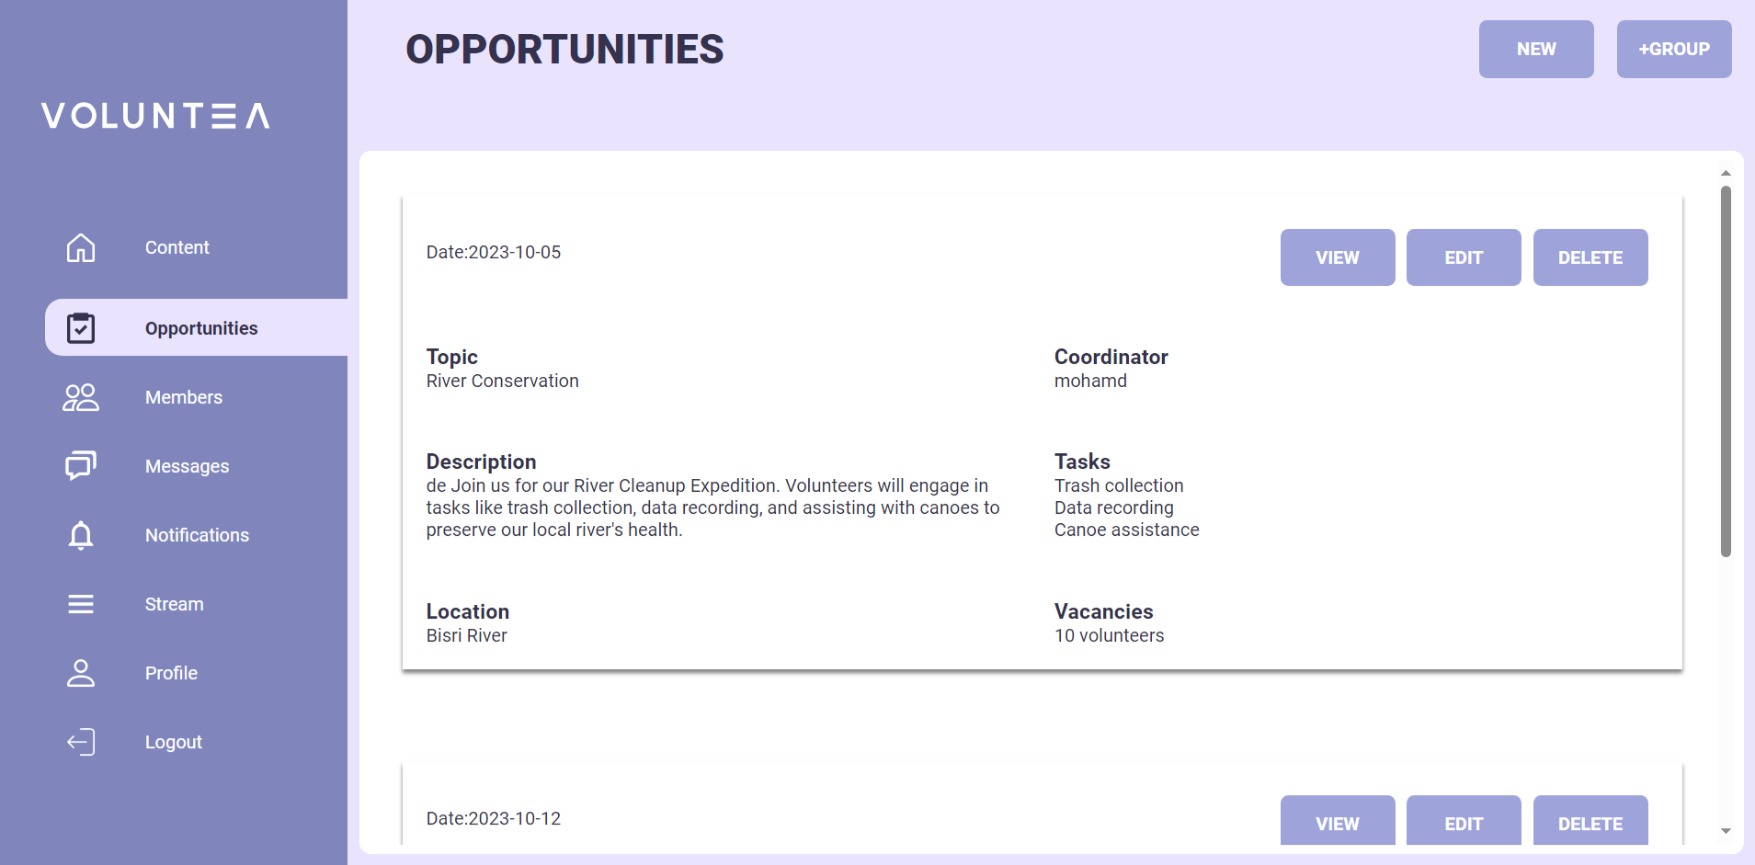 VOLUNTEA
Content
Opportunities
Members
Messages
Notifications
Stream
Profile
Logout
OPPORTUNITIES
NEW
+GROUP
Date:2023-10-05
VIEW
EDIT
DELETE
Topic
River Conservation
Coordinator
mohamd
Description
de Join us for our River Cleanup Expedition. Volunteers will engage in
tasks like trash collection, data recording, and assisting with canoes to
preserve our local river's health.
Tasks
Trash collection
Data recording
Canoe assistance
Location
Bisri River
Vacancies
10 volunteers
Date:2023-10-12
VIEW
EDIT
DELETE